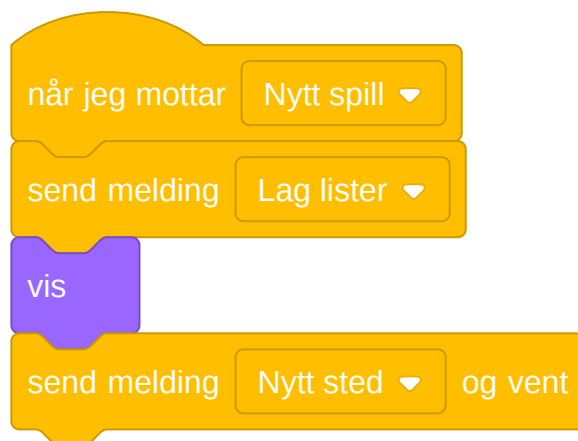 når jeg mottar Nytt spill
send melding Lag lister
vis
send melding Nytt sted og vent